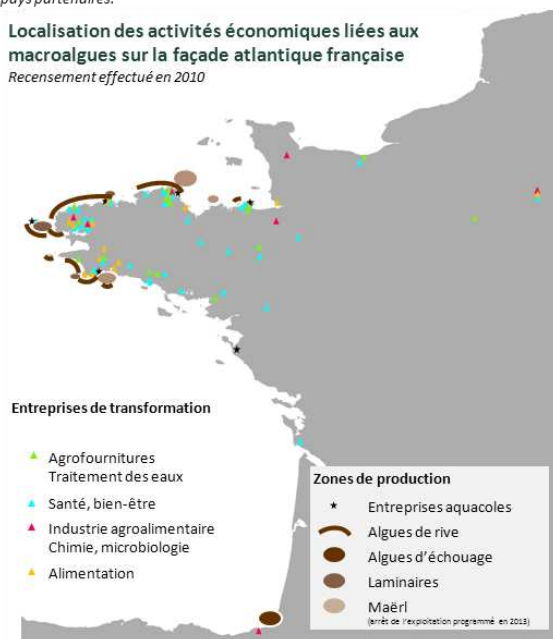 pays partenaires.
Localisation des activités économiques liées aux
macroalgues sur la façade atlantique française
Recensement effectué en 2010
Entreprises de transformation
Agrofournitures
Traitement des eaux
Santé, bien-être
Industrie agroalimentaire
Chimie, microbiologie
Alimentation
Zones de production
Entreprises aquacoles
Algues de rive
Algues d'échouage
Laminaires
Maërl
(arrêt de l'exploitation programmé en 2013)